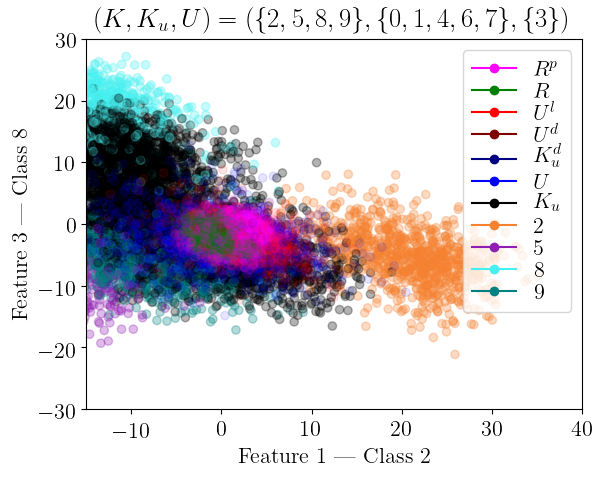 (K, K_u, U) = ({2, 5, 8, 9}, {0, 1, 4, 6, 7}, {3})
30
20
10
0
−10
−20
−30
Feature 3 — Class 8
R^p
R
U^l
U^d
K_u^d
U
K_u
2
5
8
9
−10
0
10
20
30
40
Feature 1 — Class 2